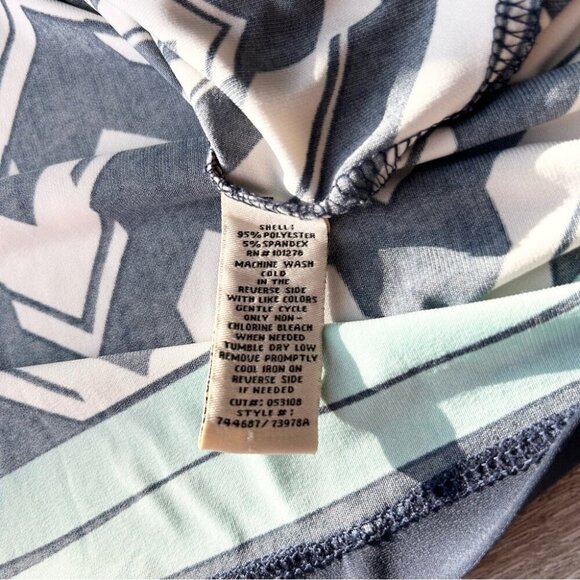 SHELL:
95% POLYESTER
5% SPANDEX
RN# 101276
MACHINE WASH
COLD
IN THE
REVERSE SIDE
WITH LIKE COLORS
GENTLE CYCLE
ONLY NON-
CHLORINE BLEACH
WHEN NEEDED
TUMBLE DRY LOW
REMOVE PROMPTLY
COOL IRON ON
REVERSE SIDE
IF NEEDED
CUT#: 053108
STYLE #:
744687/73978A